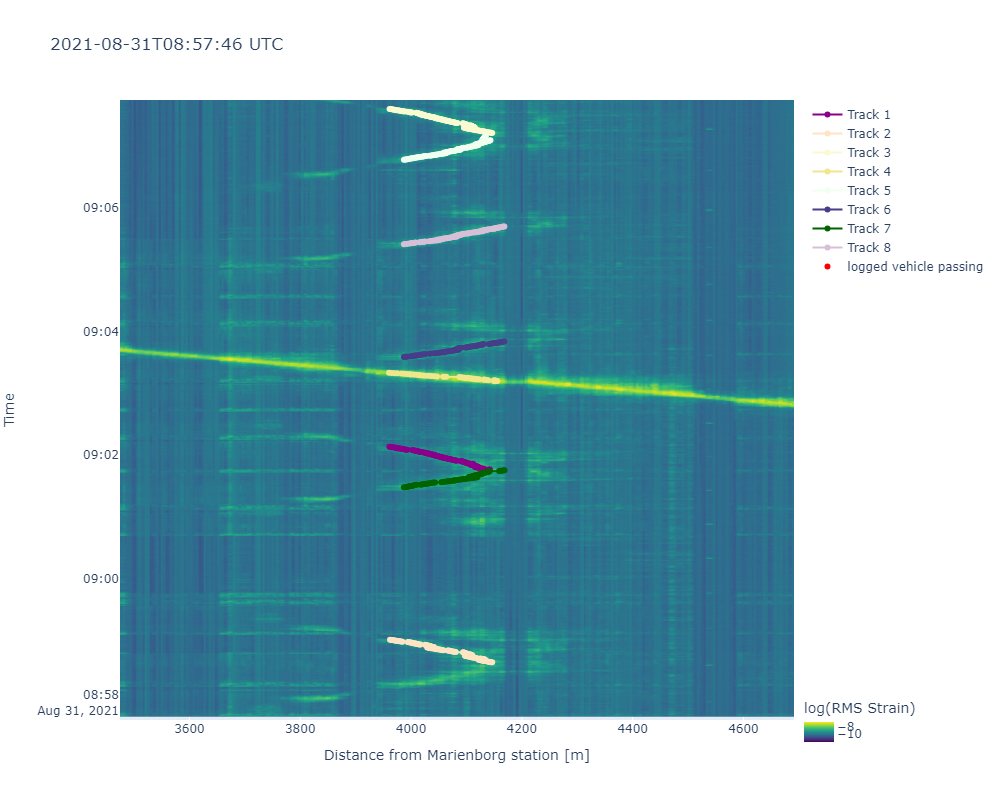 2021-08-31T08:57:46 UTC
Track 1
Track 2
Track 3
Track 4
Track 5
Track 6
Track 7
Track 8
logged vehicle passing
09:06
09:04
09:02
09:00
08:58
Aug 31, 2021
Time
3600
3800
4000
4200
4400
4600
Distance from Marienborg station [m]
log(RMS Strain)
−8
−10